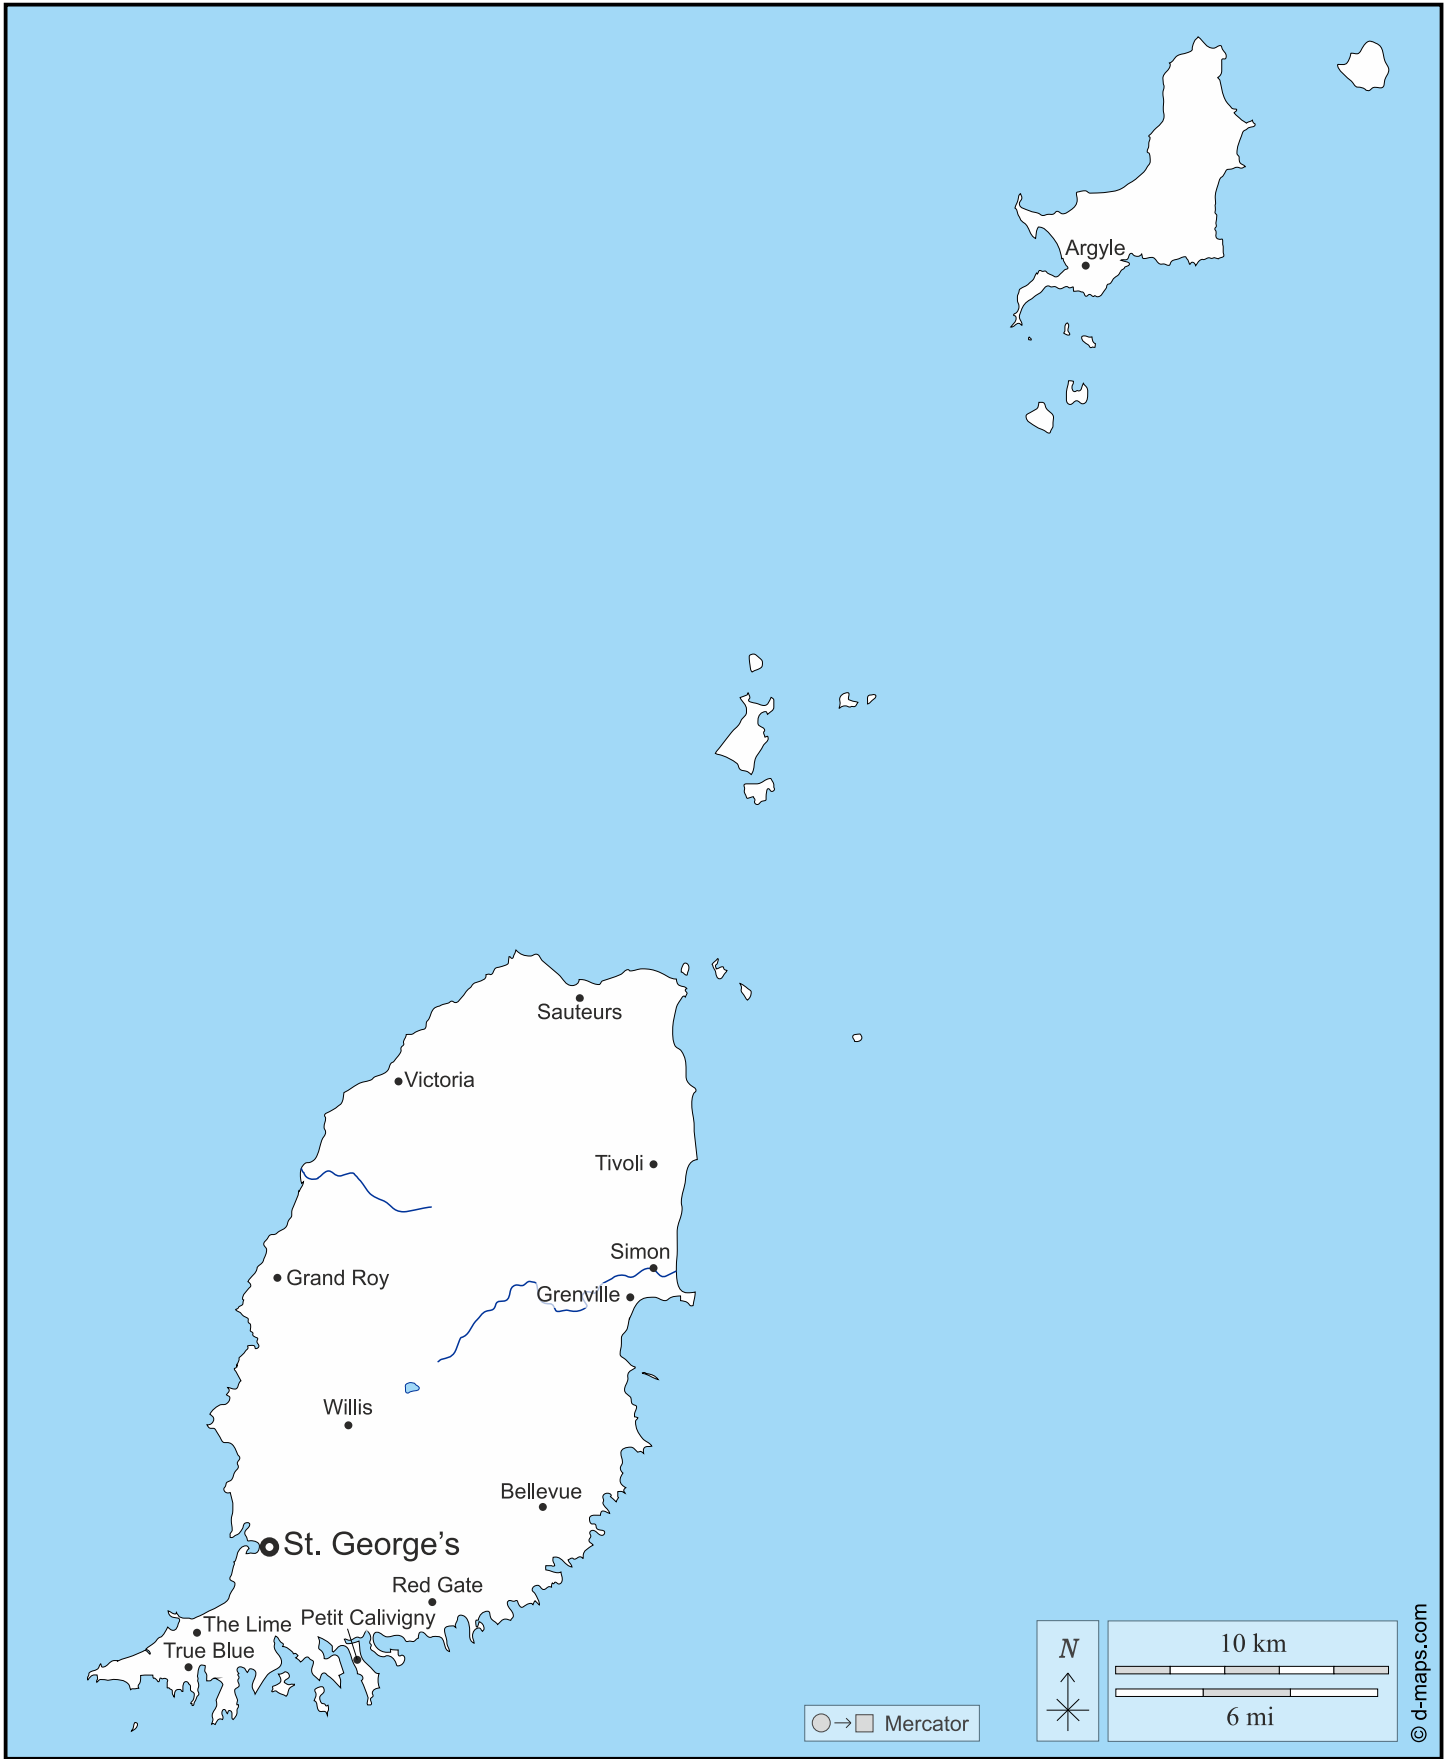 Argyle
Sauteurs
Victoria
Tivoli
Simon
Grand Roy
Grenville
Willis
Bellevue
St. George’s
Red Gate
Petit Calivigny
The Lime
True Blue
N
10 km
6 mi
Mercator
© d-maps.com